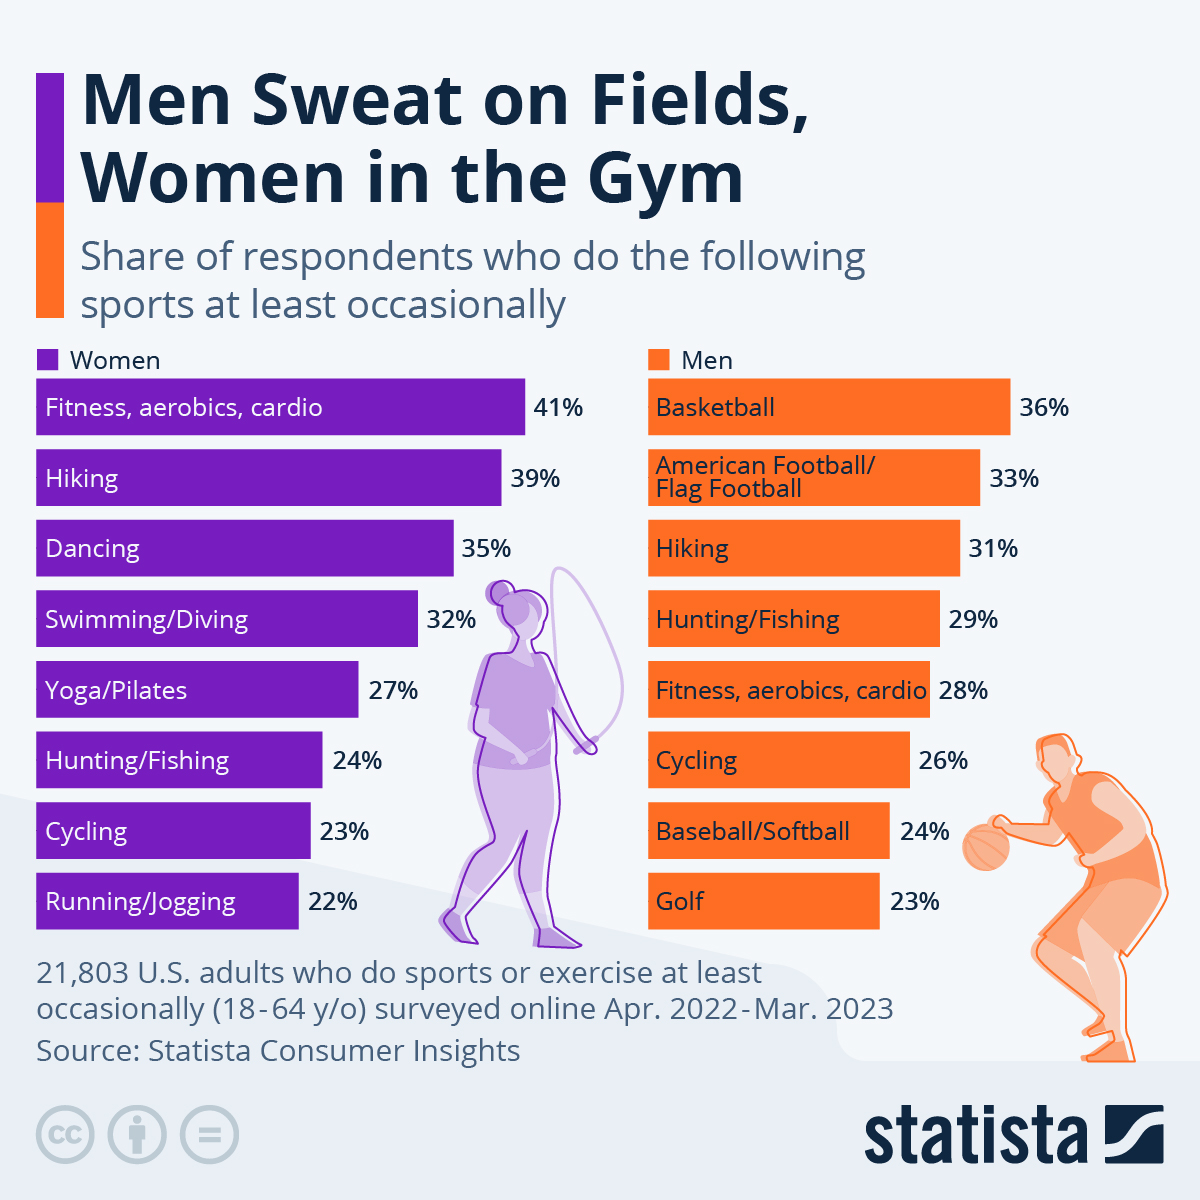 Men Sweat on Fields,
Women in the Gym
Share of respondents who do the following
sports at least occasionally
Women
Fitness, aerobics, cardio 41%
Hiking 39%
Dancing 35%
Swimming/Diving 32%
Yoga/Pilates 27%
Hunting/Fishing 24%
Cycling 23%
Running/Jogging 22%
Men
Basketball 36%
American Football/
Flag Football 33%
Hiking 31%
Hunting/Fishing 29%
Fitness, aerobics, cardio 28%
Cycling 26%
Baseball/Softball 24%
Golf 23%
21,803 U.S. adults who do sports or exercise at least
occasionally (18-64 y/o) surveyed online Apr. 2022-Mar. 2023
Source: Statista Consumer Insights
cc
statista